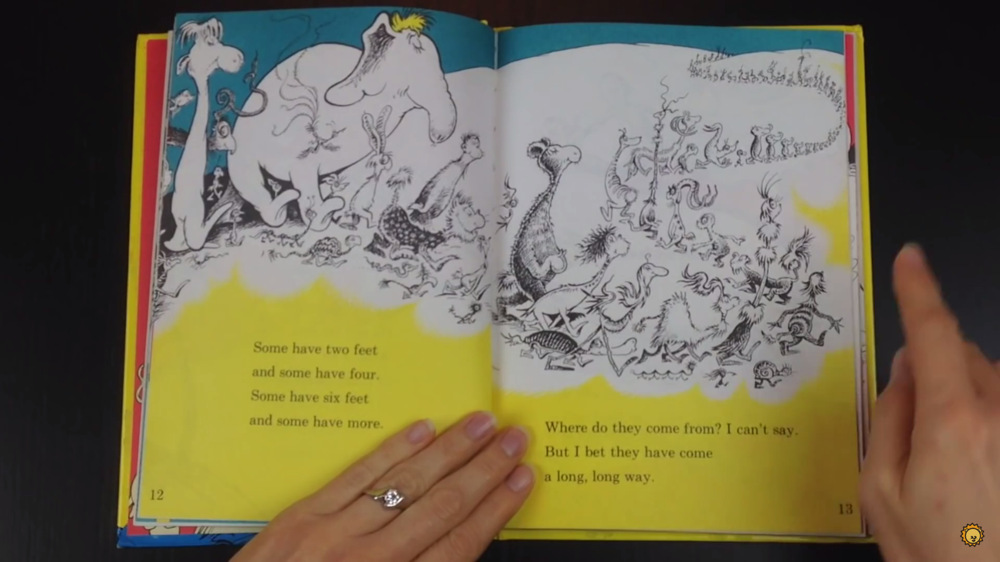 Some have two feet
and some have four.
Some have six feet
and some have more.
12
Where do they come from? I can't say.
But I bet they have come
a long, long way.
13